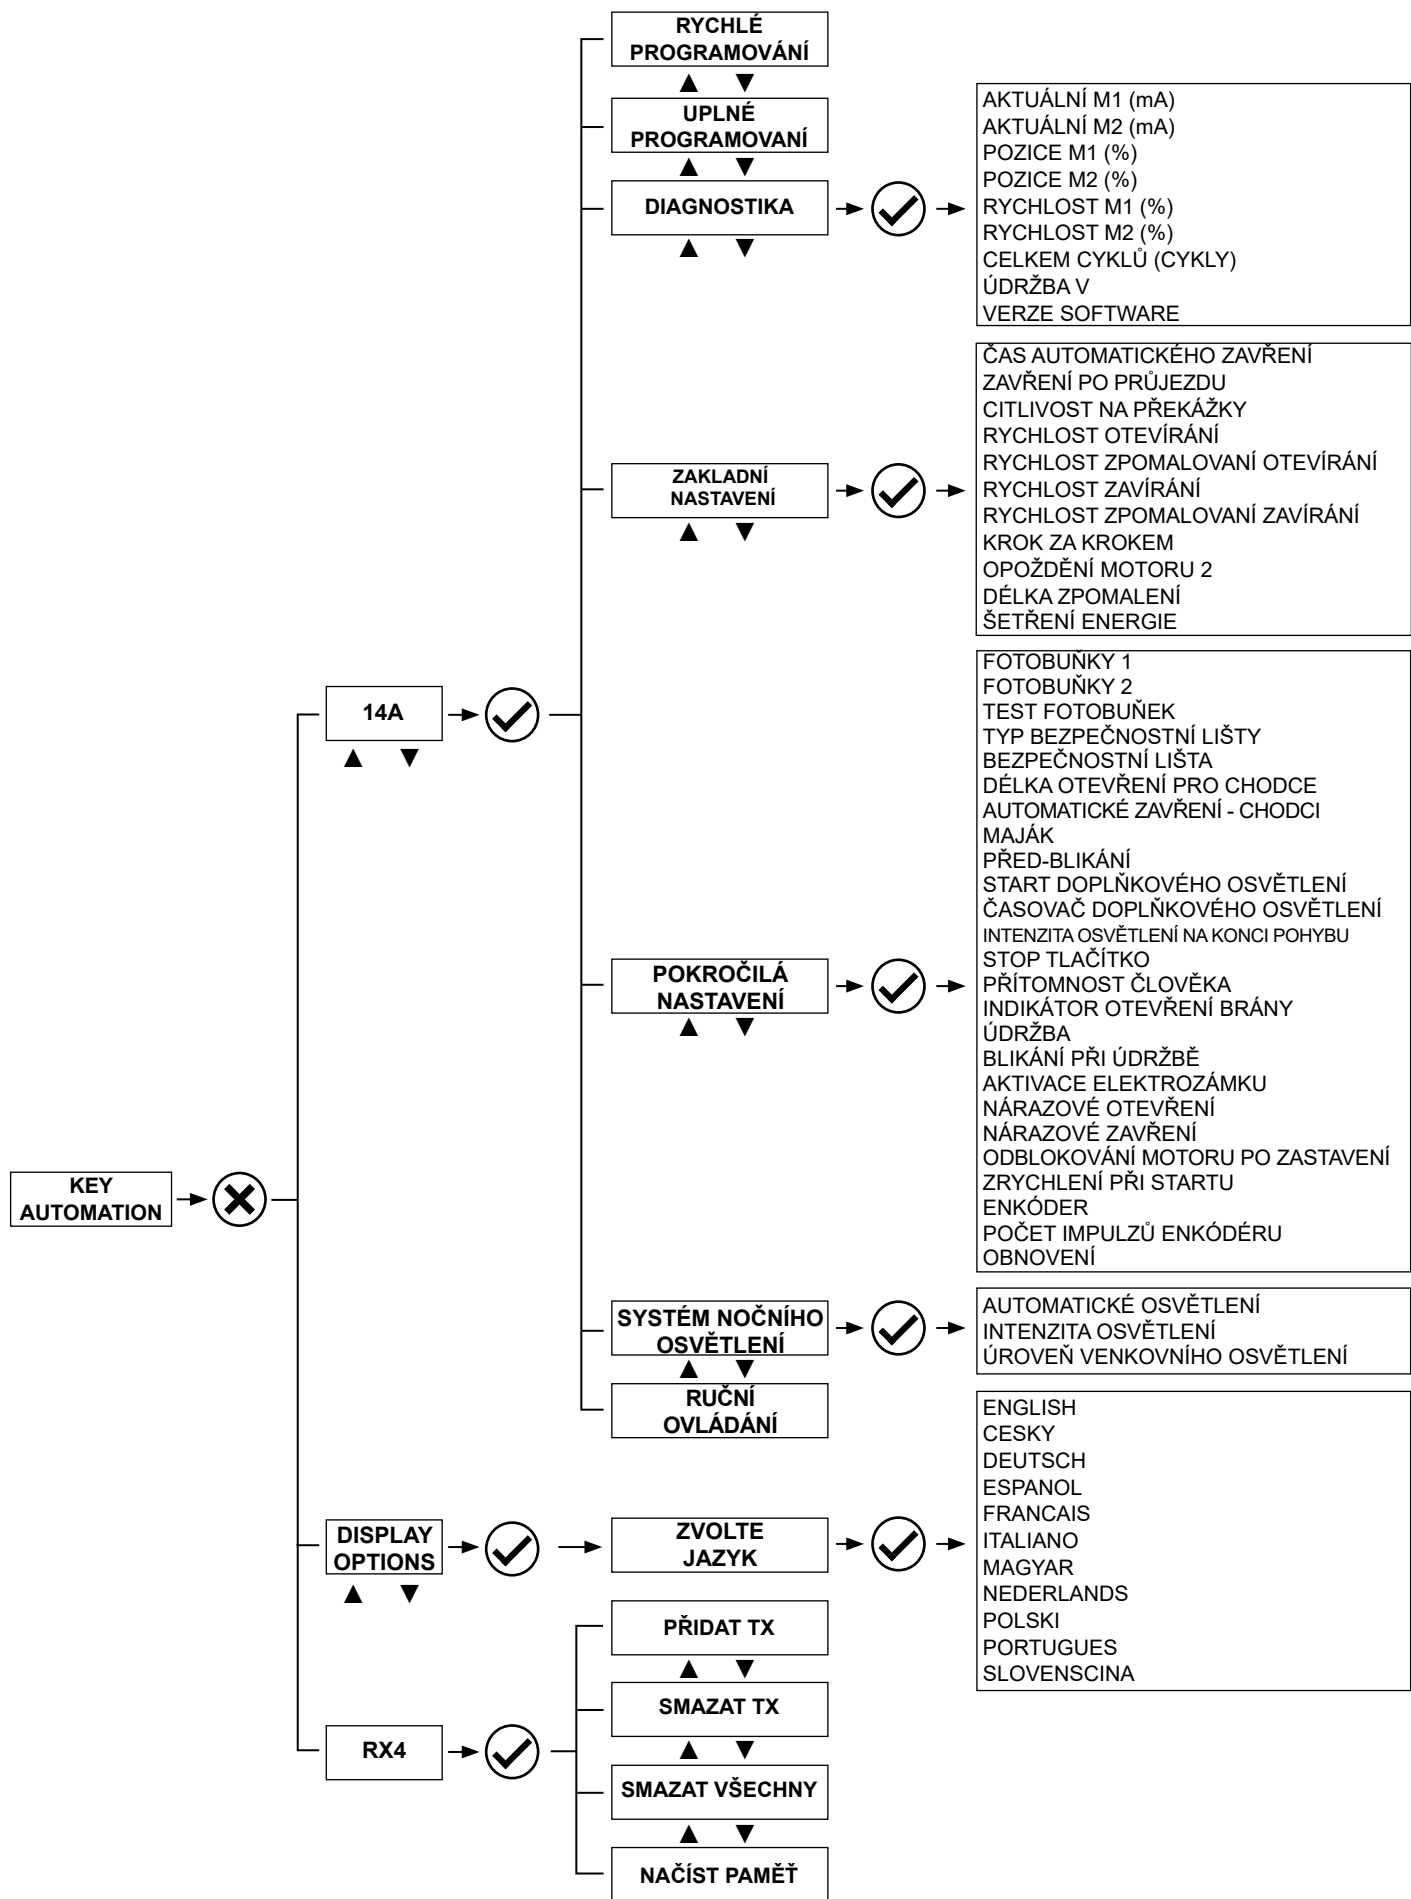 RYCHLÉ
PROGRAMOVÁNÍ
UPLNÉ
PROGRAMOVANÍ
DIAGNOSTIKA
AKTUÁLNÍ M1 (mA)
AKTUÁLNÍ M2 (mA)
POZICE M1 (%)
POZICE M2 (%)
RYCHLOST M1 (%)
RYCHLOST M2 (%)
CELKEM CYKLŮ (CYKLY)
ÚDRŽBA V
VERZE SOFTWARE
ZAKLADNÍ
NASTAVENÍ
ČAS AUTOMATICKÉHO ZAVŘENÍ
ZAVŘENÍ PO PRŮJEZDU
CITLIVOST NA PŘEKÁŽKY
RYCHLOST OTEVÍRÁNÍ
RYCHLOST ZPOMALOVANÍ OTEVÍRÁNÍ
RYCHLOST ZAVÍRÁNÍ
RYCHLOST ZPOMALOVANÍ ZAVÍRÁNÍ
KROK ZA KROKEM
OPOŽDĚNÍ MOTORU 2
DÉLKA ZPOMALENÍ
ŠETŘENÍ ENERGIE
14A
POKROČILÁ
NASTAVENÍ
FOTOBUŇKY 1
FOTOBUŇKY 2
TEST FOTOBUŇEK
TYP BEZPEČNOSTNÍ LIŠTY
BEZPEČNOSTNÍ LIŠTA
DÉLKA OTEVŘENÍ PRO CHODCE
AUTOMATICKÉ ZAVŘENÍ - CHODCI
MAJÁK
PŘED-BLIKÁNÍ
START DOPLŇKOVÉHO OSVĚTLENÍ
ČASOVAČ DOPLŇKOVÉHO OSVĚTLENÍ
INTENZITA OSVĚTLENÍ NA KONCI POHYBU
STOP TLAČÍTKO
PŘÍTOMNOST ČLOVĚKA
INDIKÁTOR OTEVŘENÍ BRÁNY
ÚDRŽBA
BLIKÁNÍ PŘI ÚDRŽBĚ
AKTIVACE ELEKTROZÁMKU
NÁRAZOVÉ OTEVŘENÍ
NÁRAZOVÉ ZAVŘENÍ
ODBLOKOVÁNÍ MOTORU PO ZASTAVENÍ
ZRYCHLENÍ PŘI STARTU
ENKÓDER
POČET IMPULZŮ ENKÓDÉRU
OBNOVENÍ
KEY
AUTOMATION
SYSTÉM NOČNÍHO
OSVĚTLENÍ
AUTOMATICKÉ OSVĚTLENÍ
INTENZITA OSVĚTLENÍ
ÚROVEŇ VENKOVNÍHO OSVĚTLENÍ
RUČNÍ
OVLÁDÁNÍ
DISPLAY
OPTIONS
ZVOLTE
JAZYK
ENGLISH
CESKY
DEUTSCH
ESPANOL
FRANCAIS
ITALIANO
MAGYAR
NEDERLANDS
POLSKI
PORTUGUES
SLOVENSCINA
RX4
PŘIDAT TX
SMAZAT TX
SMAZAT VŠECHNY
NAČÍST PAMĚŤ